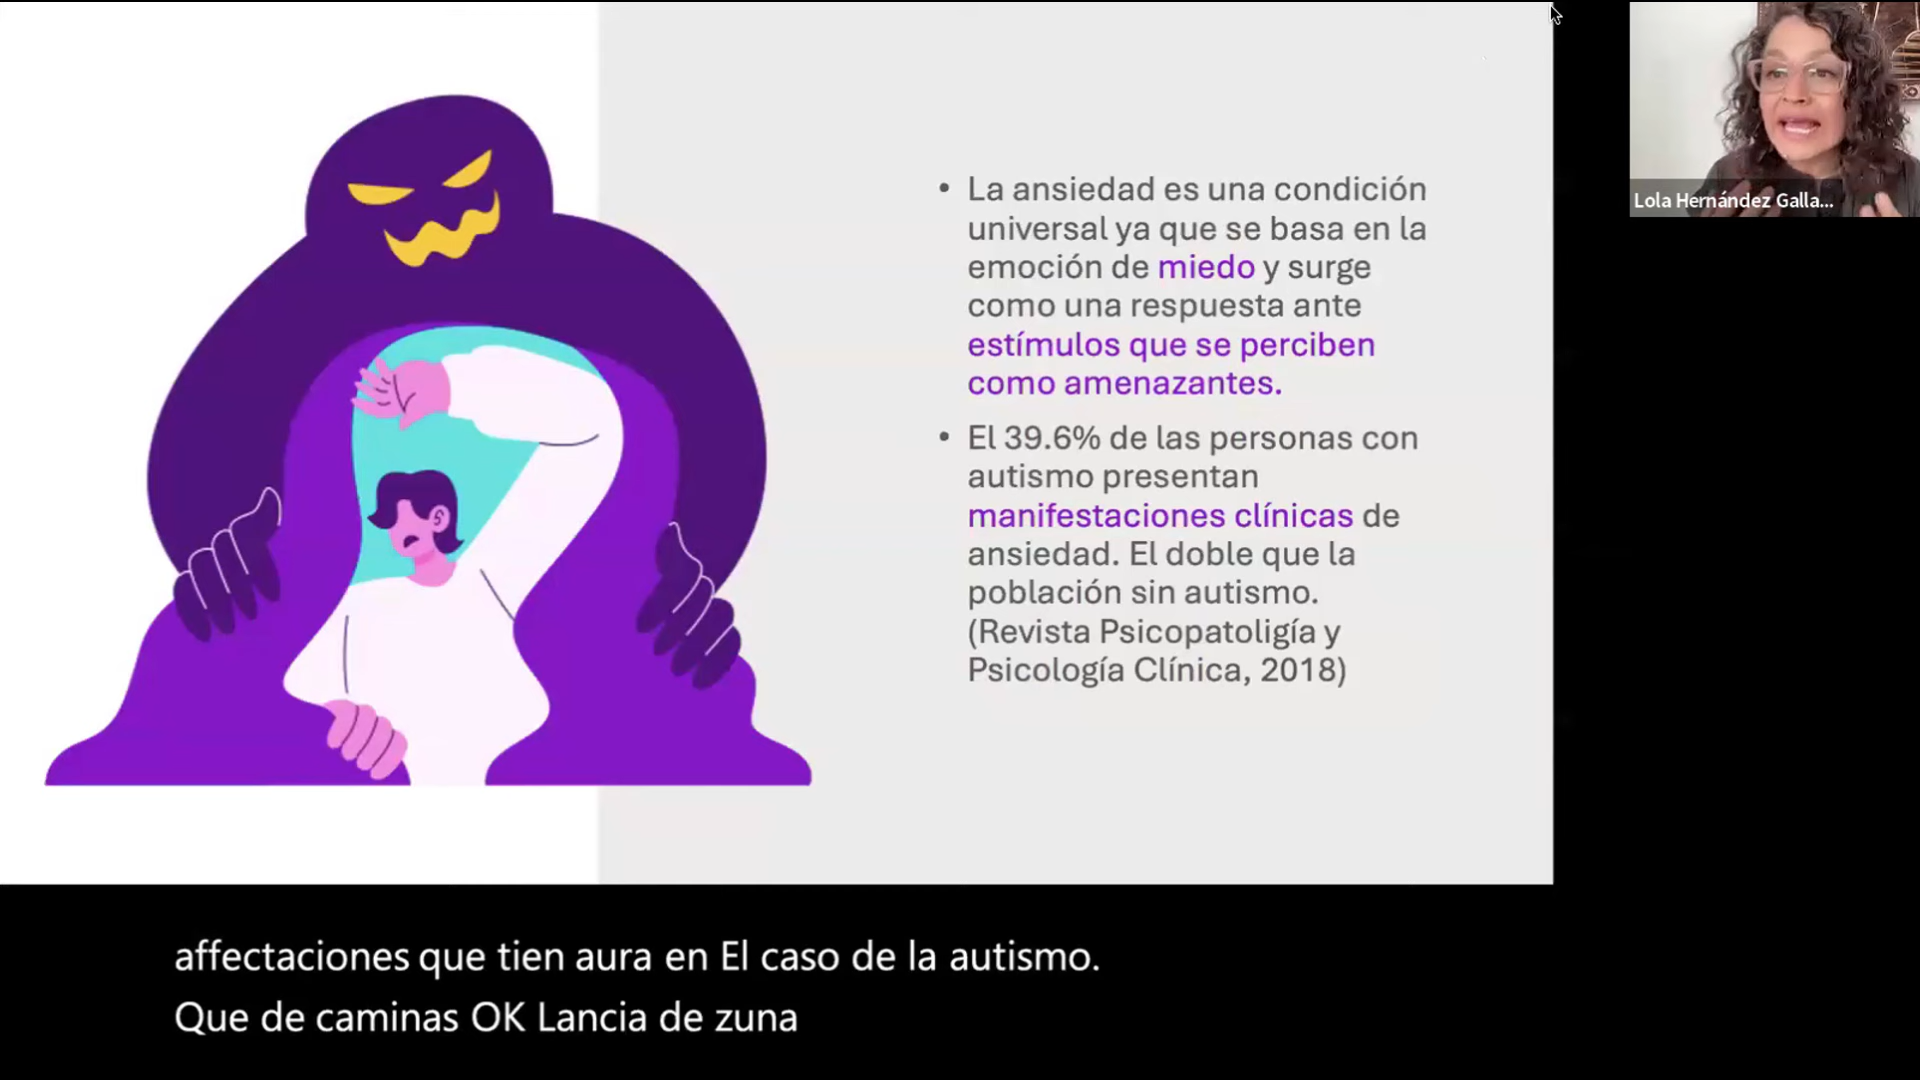 • La ansiedad es una condición
universal ya que se basa en la
emoción de miedo y surge
como una respuesta ante
estímulos que se perciben
como amenazantes.
• El 39.6% de las personas con
autismo presentan
manifestaciones clínicas de
ansiedad. El doble que la
población sin autismo.
(Revista Psicopatoligía y
Psicología Clínica, 2018)
Lola Hernández Galla...
affectaciones que tien aura en El caso de la autismo.
Que de caminas OK Lancia de zuna